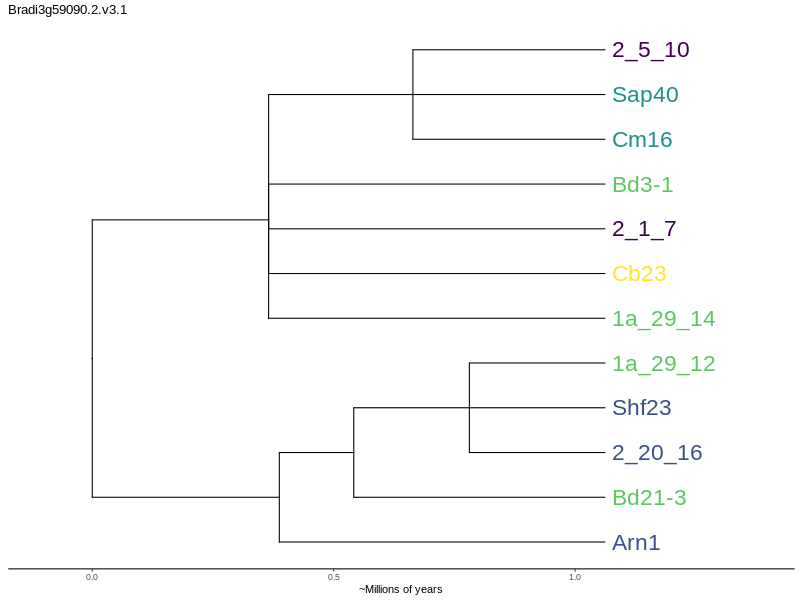 Bradi3g59090.2.v3.1
2_5_10
Sap40
Cm16
Bd3-1
2_1_7
Cb23
1a_29_14
1a_29_12
Shf23
2_20_16
Bd21-3
Arn1
0.0 0.5 1.0
~Millions of years